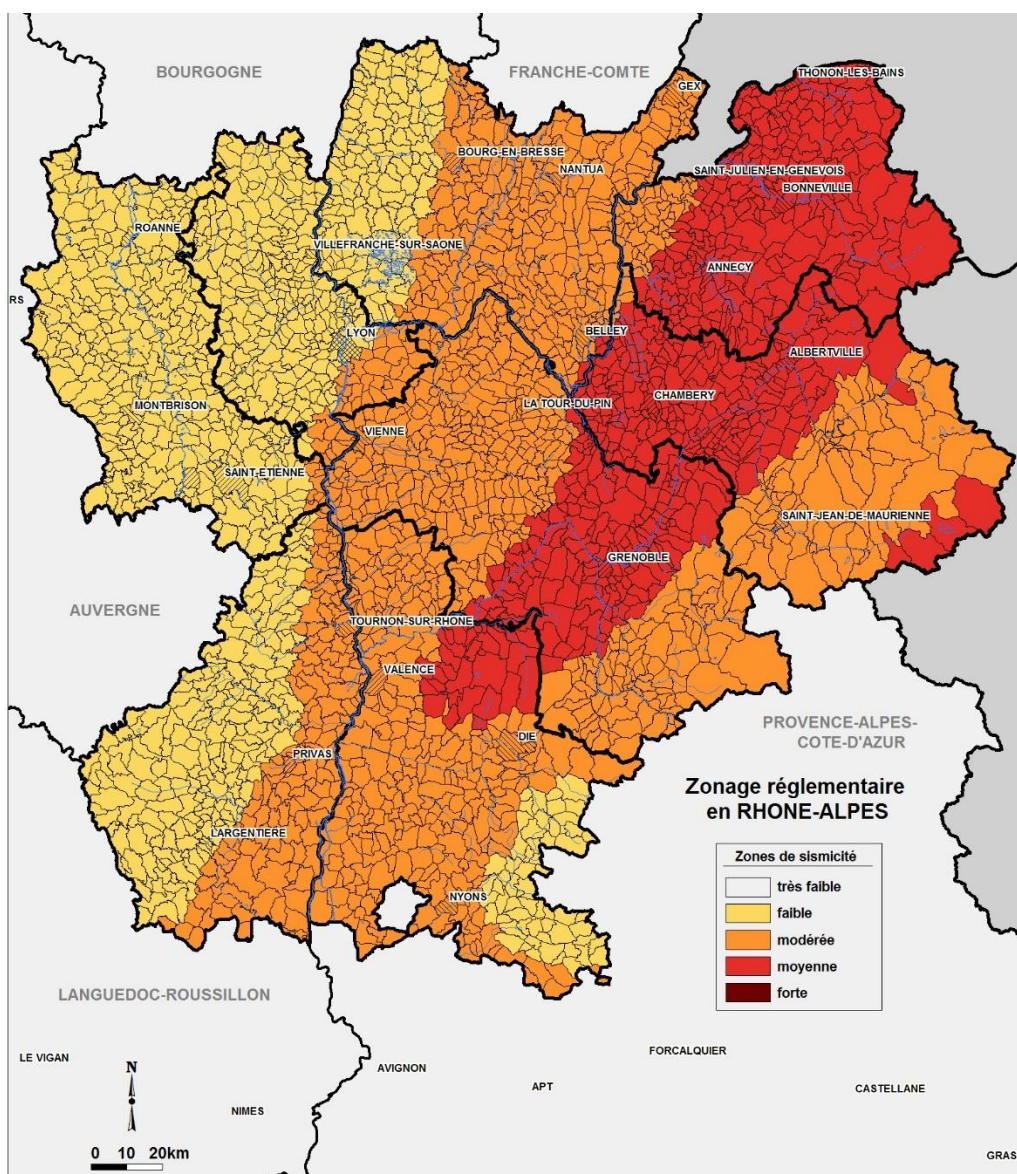 BOURGOGNE
FRANCHE-COMTE
THONON-LES-BAINS
GEX
BOURG-EN-BRESSE
NANTUA
SAINT-JULIEN-EN-GENEVOIS
BONNEVILLE
ROANNE
VILLEFRANCHE-SUR-SAONE
ANNECY
RS
LYON
BELLEY
ALBERTVILLE
CHAMBERY
MONTBRISON
LA TOUR-DU-PIN
VIENNE
SAINT-ETIENNE
SAINT-JEAN-DE-MAURIENNE
GRENOBLE
AUVERGNE
TOURNON-SUR-RHONE
VALENCE
PROVENCE-ALPES-
COTE-D'AZUR
DIE
PRIVAS
Zonage réglementaire
en RHONE-ALPES
LARGENTIERE
Zones de sismicité
très faible
faible
modérée
moyenne
forte
NYONS
LANGUEDOC-ROUSSILLON
LE VIGAN
AVIGNON
FORCALQUIER
APT
CASTELLANE
N
NIMES
0 10 20km
GRAS